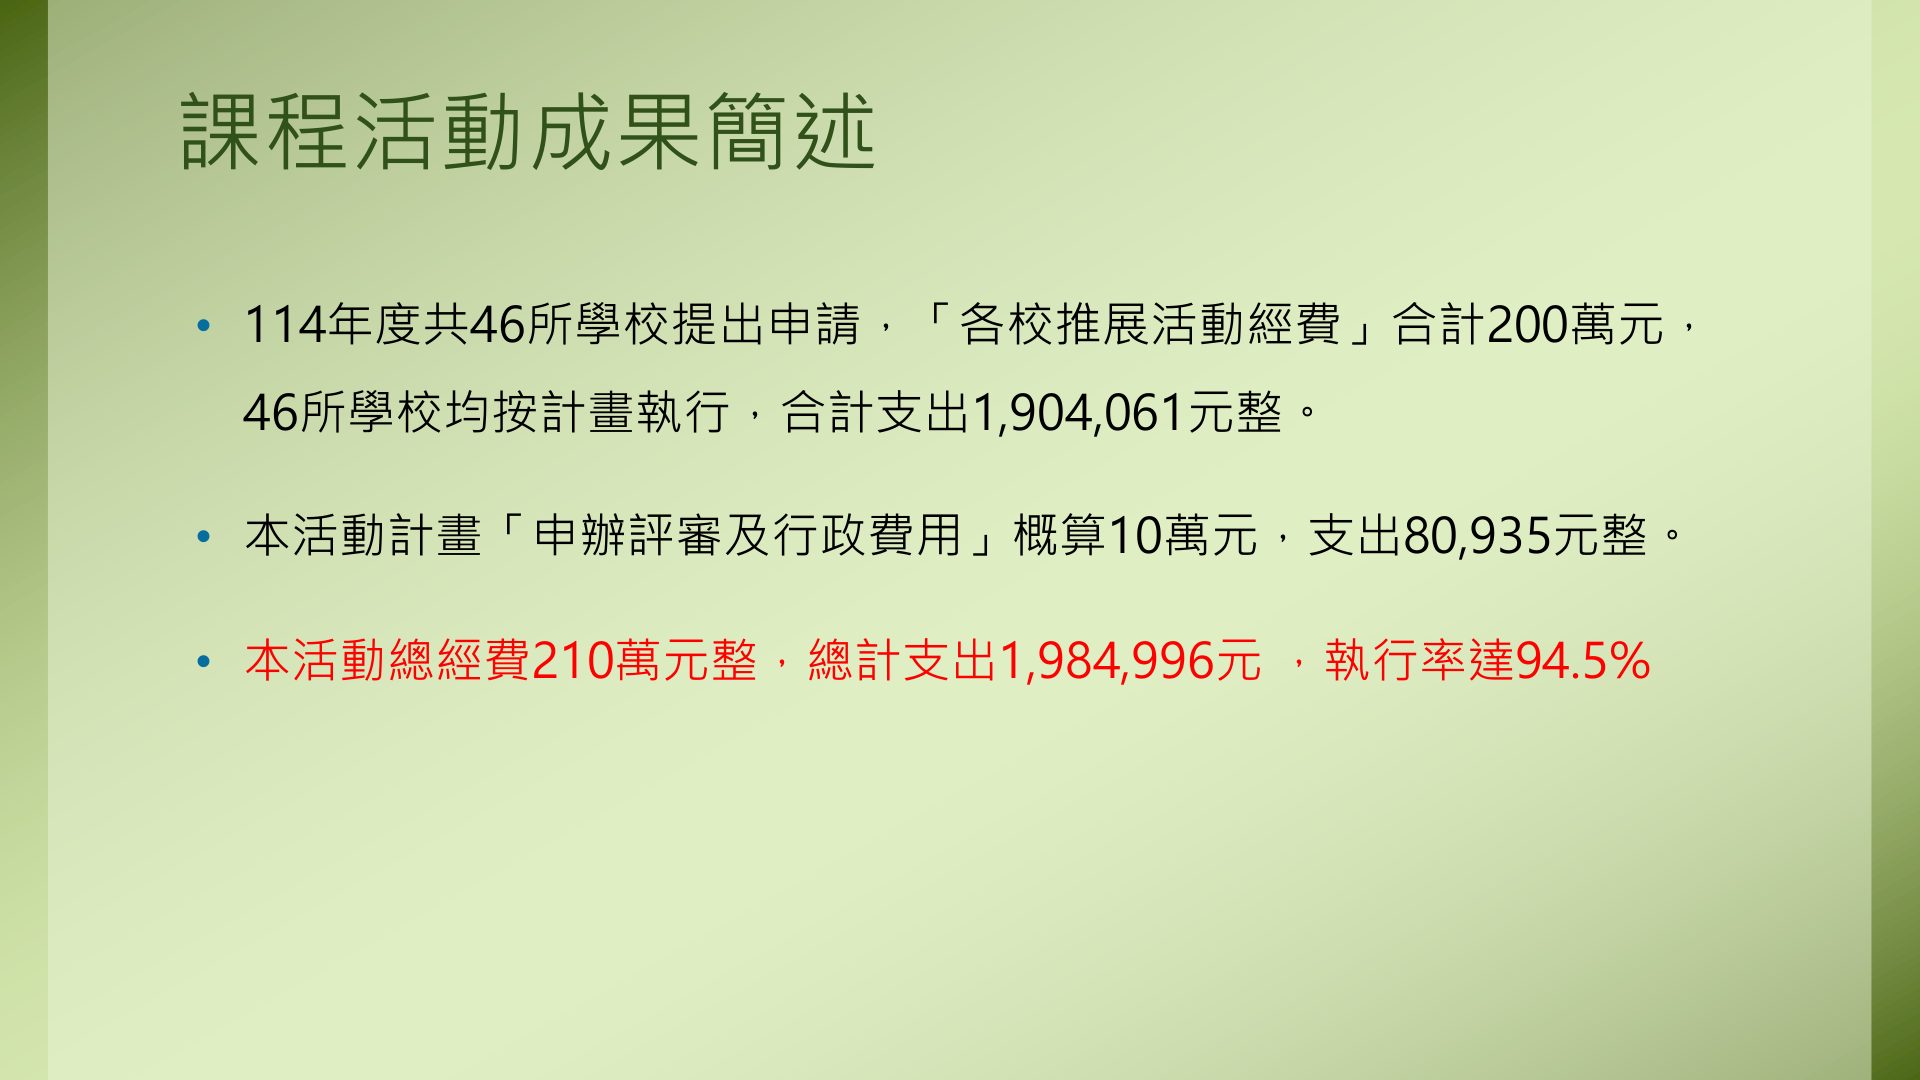 課程活動成果簡述
• 114年度共46所學校提出申請，「各校推展活動經費」合計200萬元，
46所學校均按計畫執行，合計支出1,904,061元整。
• 本活動計畫「申辦評審及行政費用」概算10萬元，支出80,935元整。
• 本活動總經費210萬元整，總計支出1,984,996元 ，執行率達94.5%